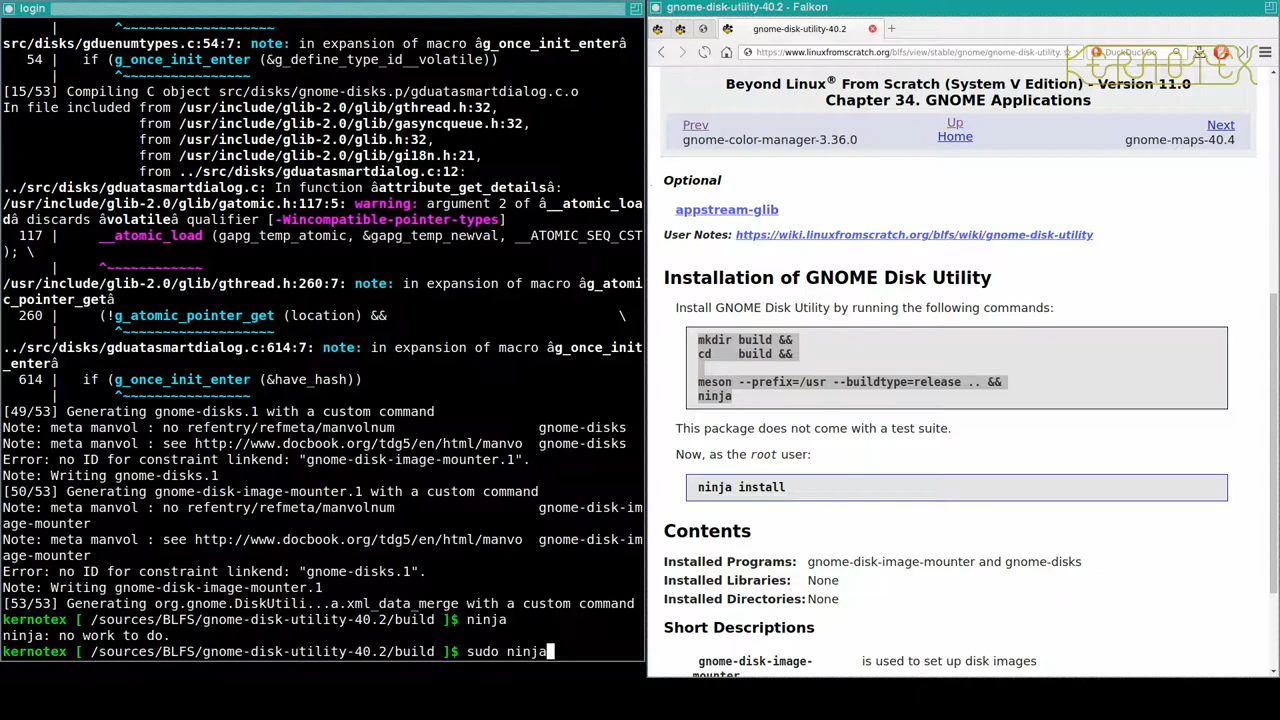 login
|     ^~~~~~~~~~~~~~~~~~~
src/disks/gduenumtypes.c:54:7: note: in expansion of macro âg_once_init_enterâ
54 |   if (g_once_init_enter (&g_define_type_id__volatile))
|       ^~~~~~~~~~~~~~~~~
[15/53] Compiling C object src/disks/gnome-disks.p/gduatasmartdialog.c.o
In file included from /usr/include/glib-2.0/glib/gthread.h:32,
from /usr/include/glib-2.0/glib/gasyncqueue.h:32,
from /usr/include/glib-2.0/glib.h:32,
from /usr/include/glib-2.0/glib/gi18n.h:21,
from ../src/disks/gduatasmartdialog.c:12:
../src/disks/gduatasmartdialog.c: In function âattribute_get_detailsâ:
/usr/include/glib-2.0/glib/gatomic.h:117:5: warning: argument 2 of â__atomic_loa
dâ discards âvolatileâ qualifier [-Wincompatible-pointer-types]
117 |     __atomic_load (gapg_temp_atomic, &gapg_temp_newval, __ATOMIC_SEQ_CST
); \
|     ^~~~~~~~~~~~~
/usr/include/glib-2.0/glib/gthread.h:260:7: note: in expansion of macro âg_atomi
c_pointer_getâ
260 |     (!g_atomic_pointer_get (location) &&                             \
|       ^~~~~~~~~~~~~~~~~~~~
../src/disks/gduatasmartdialog.c:614:7: note: in expansion of macro âg_once_init
_enterâ
614 |   if (g_once_init_enter (&have_hash))
|       ^~~~~~~~~~~~~~~~~
[49/53] Generating gnome-disks.1 with a custom command
Note: meta manvol : no refentry/refmeta/manvolnum              gnome-disks
Note: meta manvol : see http://www.docbook.org/tdg5/en/html/manvo  gnome-disks
Error: no ID for constraint linkend: "gnome-disk-image-mounter.1".
Note: Writing gnome-disks.1
[50/53] Generating gnome-disk-image-mounter.1 with a custom command
Note: meta manvol : no refentry/refmeta/manvolnum              gnome-disk-im
age-mounter
Note: meta manvol : see http://www.docbook.org/tdg5/en/html/manvo  gnome-disk-im
age-mounter
Error: no ID for constraint linkend: "gnome-disks.1".
Note: Writing gnome-disk-image-mounter.1
[53/53] Generating org.gnome.DiskUtili...a.xml_data_merge with a custom command
kernotex [ /sources/BLFS/gnome-disk-utility-40.2/build ]$ ninja
ninja: no work to do.
kernotex [ /sources/BLFS/gnome-disk-utility-40.2/build ]$ sudo ninja
gnome-disk-utility-40.2 - Falkon
gnome-disk-utility-40.2
https://www.linuxfromscratch.org/blfs/view/stable/gnome/gnome-disk-utility.
DuckDuckGo
KERNOTEX
Beyond Linux® From Scratch (System V Edition) - Version 11.0
Chapter 34. GNOME Applications
Prev
Up
Next
gnome-color-manager-3.36.0
Home
gnome-maps-40.4
Optional
appstream-glib
User Notes: https://wiki.linuxfromscratch.org/blfs/wiki/gnome-disk-utility
Installation of GNOME Disk Utility
Install GNOME Disk Utility by running the following commands:
mkdir build &&
cd    build &&
meson --prefix=/usr --buildtype=release .. &&
ninja
This package does not come with a test suite.
Now, as the root user:
ninja install
Contents
Installed Programs: gnome-disk-image-mounter and gnome-disks
Installed Libraries: None
Installed Directories: None
Short Descriptions
gnome-disk-image-    is used to set up disk images
mounter